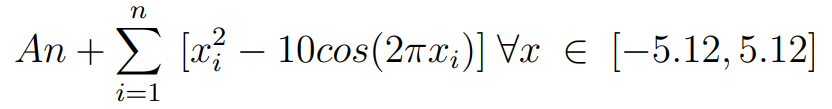 $An + \sum_{i=1}^{n} [x_i^2 - 10cos(2\pi x_i)] \forall x \in [-5.12, 5.12]$